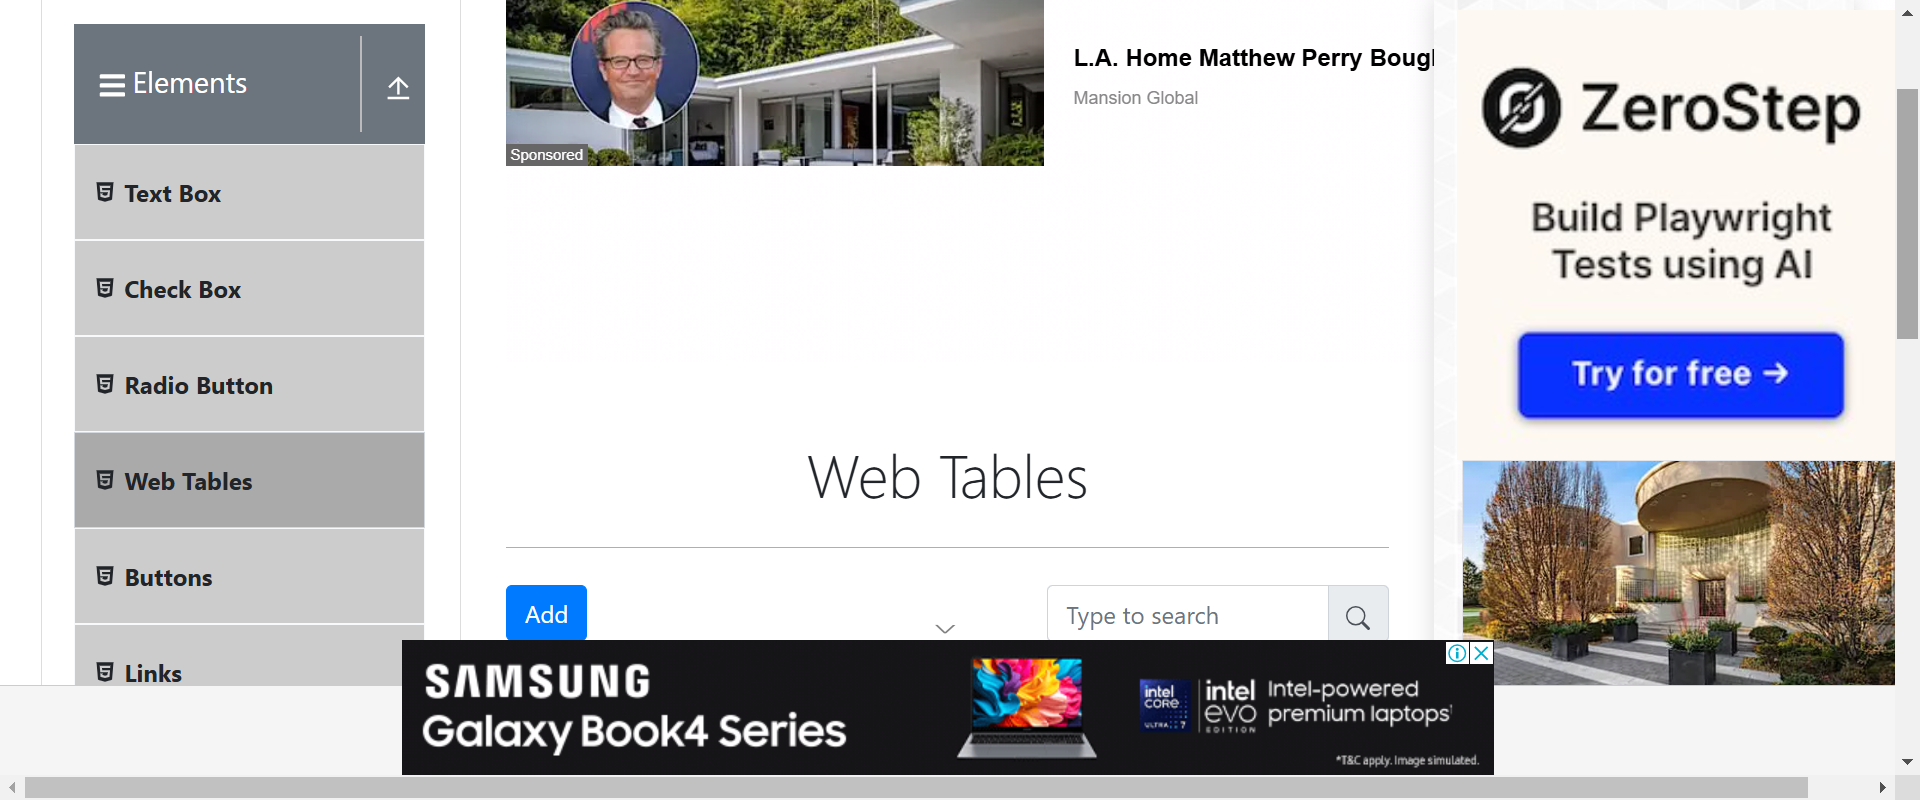 Elements
Text Box
Check Box
Radio Button
Web Tables
Buttons
Links
Sponsored
L.A. Home Matthew Perry Bough
Mansion Global
Web Tables
Add
Type to search
ZeroStep
Build Playwright
Tests using AI
Try for free →
SAMSUNG
Galaxy Book4 Series
intel
CORE
ULTRA 7
intel
evo
EDITION
Intel-powered
premium laptops¹
*T&C apply. Image simulated.